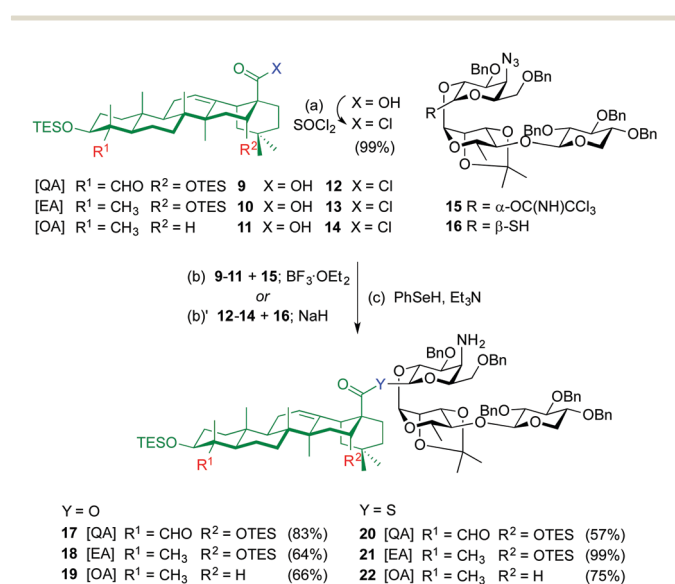 N₃
BnO
OBn
O
X
(a)
X = OH
SOCl2
X = Cl
(99%)
O
O
R
OBn
BnO
OBn
O
O
O
O
O
O
TESO
R¹
R²
[QA] R¹ = CHO R² = OTES 9 X = OH 12 X = Cl
[EA] R¹ = CH₃ R² = OTES 10 X = OH 13 X = Cl
[OA] R¹ = CH₃ R² = H 11 X = OH 14 X = Cl
15 R = α-OC(NH)CCl₃
16 R = β-SH
(b) 9-11 + 15; BF₃·OEt₂
or
(b)' 12-14 + 16; NaH
(c) PhSeH, Et₃N
NH₂
BnO
OBn
O
Y
O
O
O
OBn
BnO
OBn
O
O
O
O
O
TESO
R¹
R²
Y = O
17 [QA] R¹ = CHO R² = OTES (83%)
18 [EA] R¹ = CH₃ R² = OTES (64%)
19 [OA] R¹ = CH₃ R² = H (66%)
Y = S
20 [QA] R¹ = CHO R² = OTES (57%)
21 [EA] R¹ = CH₃ R² = OTES (99%)
22 [OA] R¹ = CH₃ R² = H (75%)